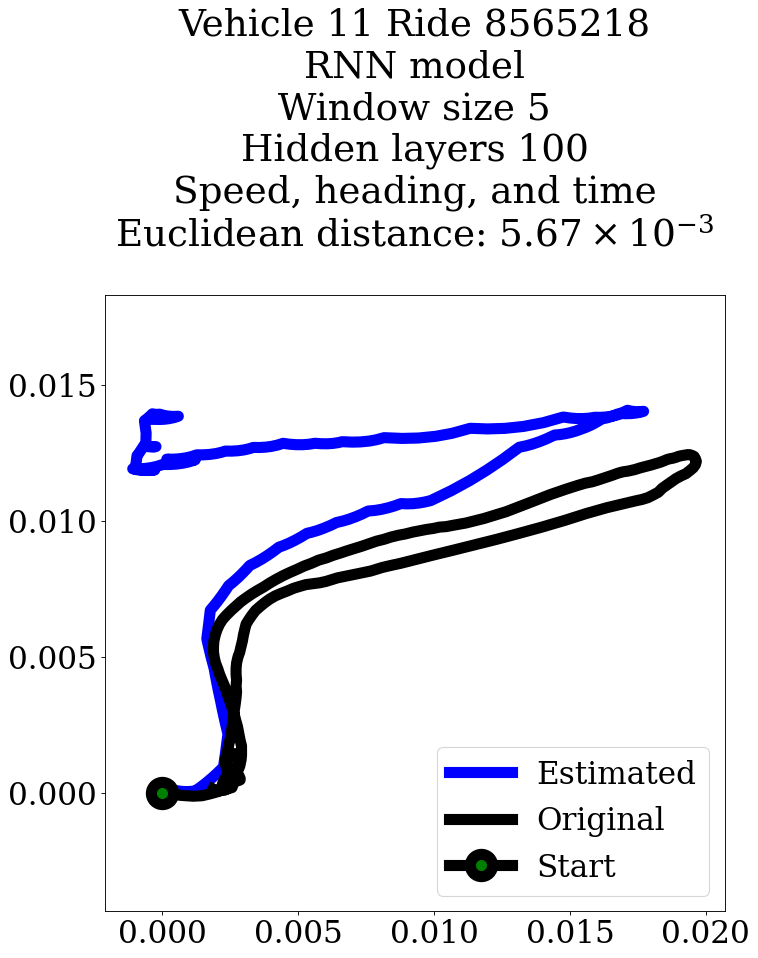 Vehicle 11 Ride 8565218
RNN model
Window size 5
Hidden layers 100
Speed, heading, and time
Euclidean distance: 5.67 × 10⁻³
0.015
0.010
0.005
0.000
Estimated
Original
Start
0.000 0.005 0.010 0.015 0.020